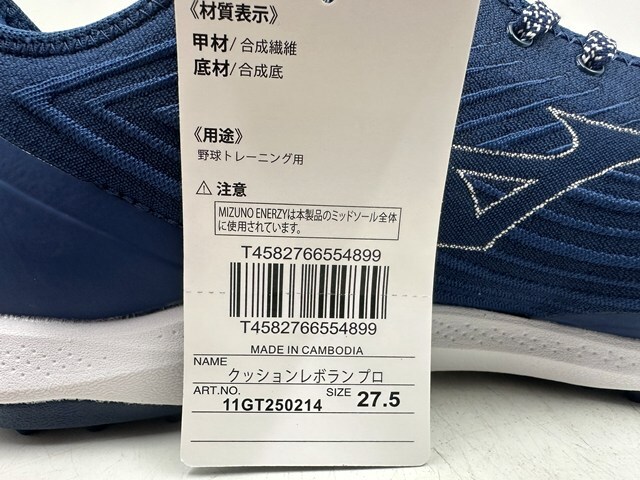 《材質表示》
甲材/合成繊維
底材/合成底
《用途》
野球トレーニング用
⚠ 注意
MIZUNO ENERZYは本製品のミッドソール全体
に使用されています。
T4582766554899
T4582766554899
MADE IN CAMBODIA
NAME クッションレボラン プロ
ART.NO. 11GT250214 SIZE 27.5